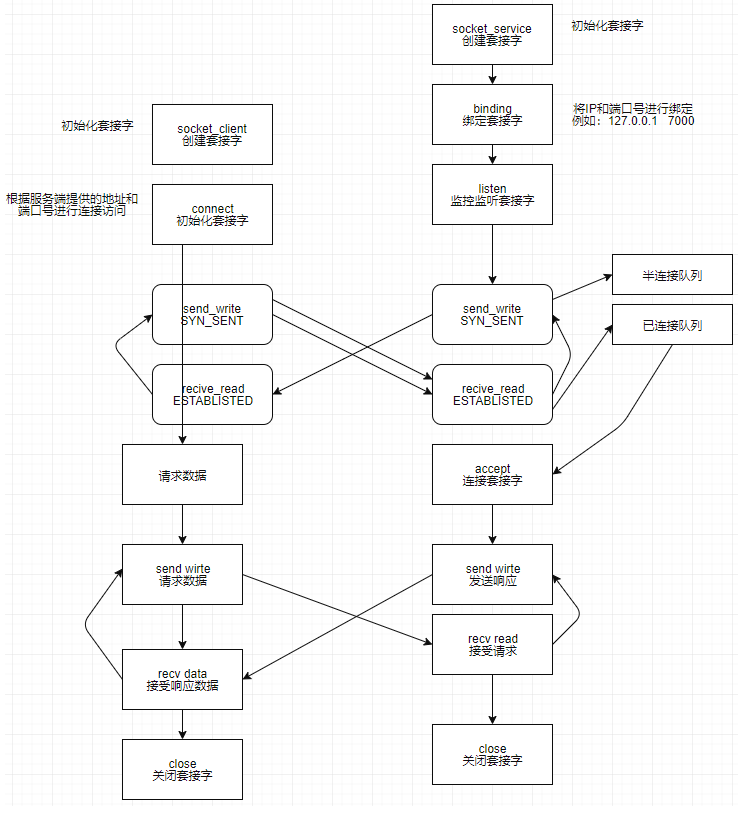 socket_service
创建套接字
初始化套接字
binding
绑定套接字
将IP和端口号进行绑定
例如：127.0.0.1 7000
初始化套接字
socket_client
创建套接字
根据服务端提供的地址和
端口号进行连接访问
connect
初始化套接字
listen
监控监听套接字
半连接队列
send_write
SYN_SENT
send_write
SYN_SENT
已连接队列
recive_read
ESTABLISTED
recive_read
ESTABLISTED
请求数据
accept
连接套接字
send wirte
请求数据
send wirte
发送响应
recv read
接受请求
recv data
接受响应数据
close
关闭套接字
close
关闭套接字